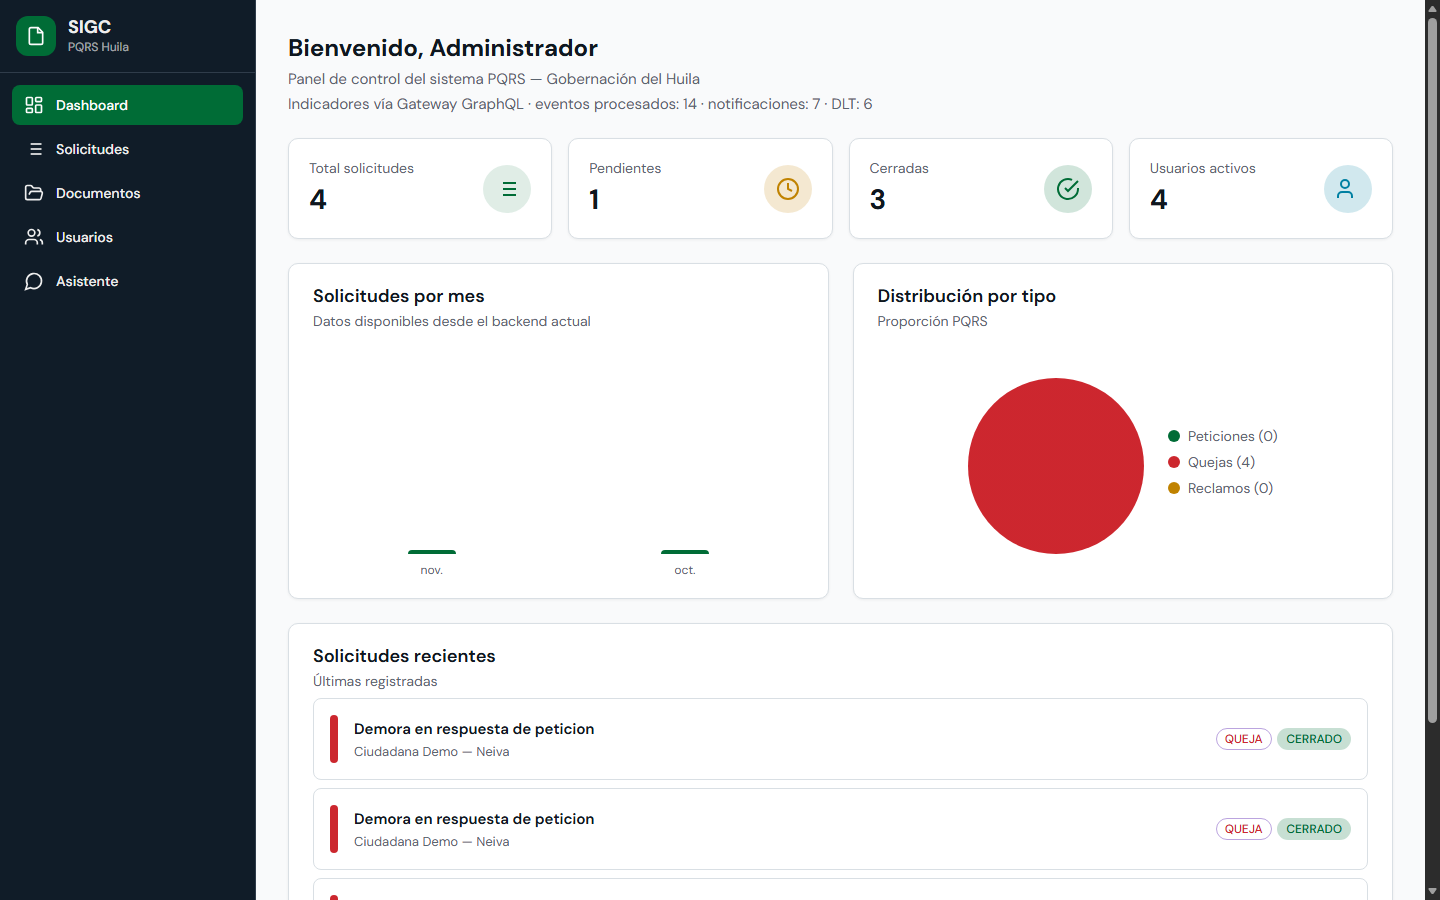 SIGC
PQRS Huila
Dashboard
Solicitudes
Documentos
Usuarios
Asistente
Bienvenido, Administrador
Panel de control del sistema PQRS — Gobernación del Huila
Indicadores vía Gateway GraphQL · eventos procesados: 14 · notificaciones: 7 · DLT: 6
Total solicitudes
4
Pendientes
1
Cerradas
3
Usuarios activos
4
Solicitudes por mes
Datos disponibles desde el backend actual
nov.
oct.
Distribución por tipo
Proporción PQRS
Peticiones (0)
Quejas (4)
Reclamos (0)
Solicitudes recientes
Últimas registradas
Demora en respuesta de peticion
Ciudadana Demo — Neiva
QUEJA
CERRADO
Demora en respuesta de peticion
Ciudadana Demo — Neiva
QUEJA
CERRADO